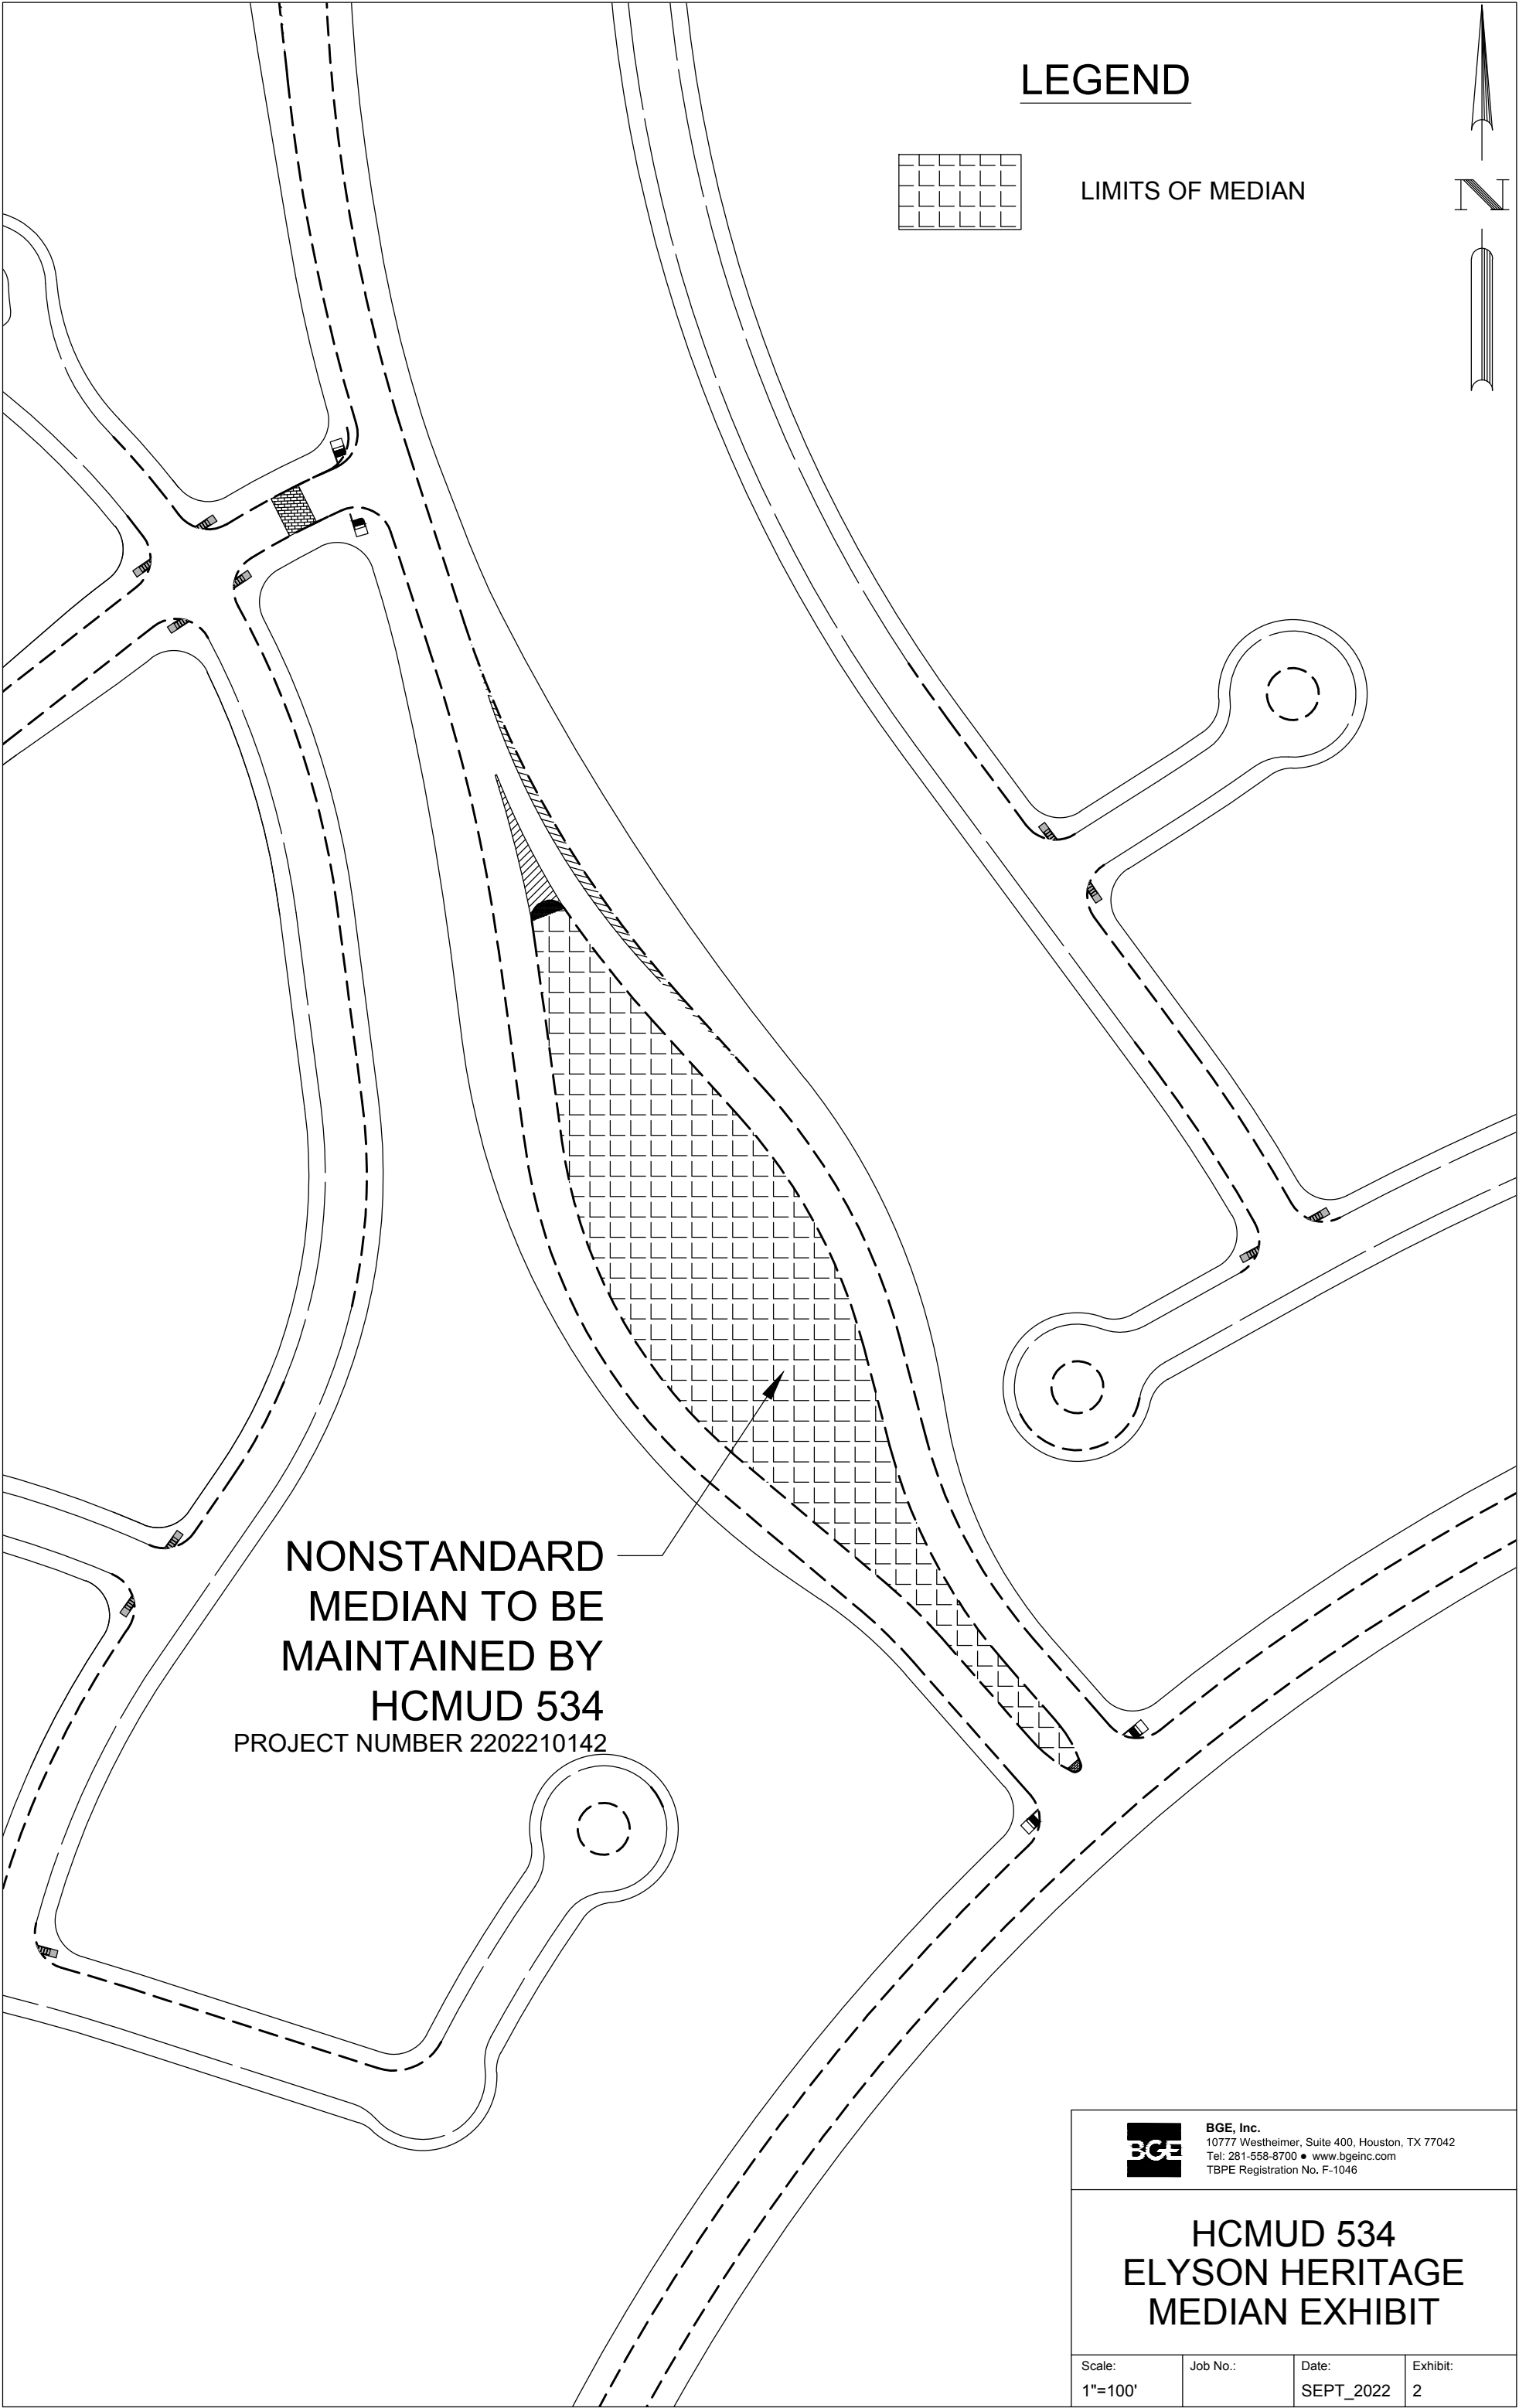 LEGEND
LIMITS OF MEDIAN
N
NONSTANDARD
MEDIAN TO BE
MAINTAINED BY
HCMUD 534
PROJECT NUMBER 2202210142
BGE
BGE, Inc.
10777 Westheimer, Suite 400, Houston, TX 77042
Tel: 281-558-8700 ● www.bgeinc.com
TBPE Registration No. F-1046
HCMUD 534
ELYSON HERITAGE
MEDIAN EXHIBIT
Scale: Job No.: Date: Exhibit:
1"=100' SEPT_2022 2